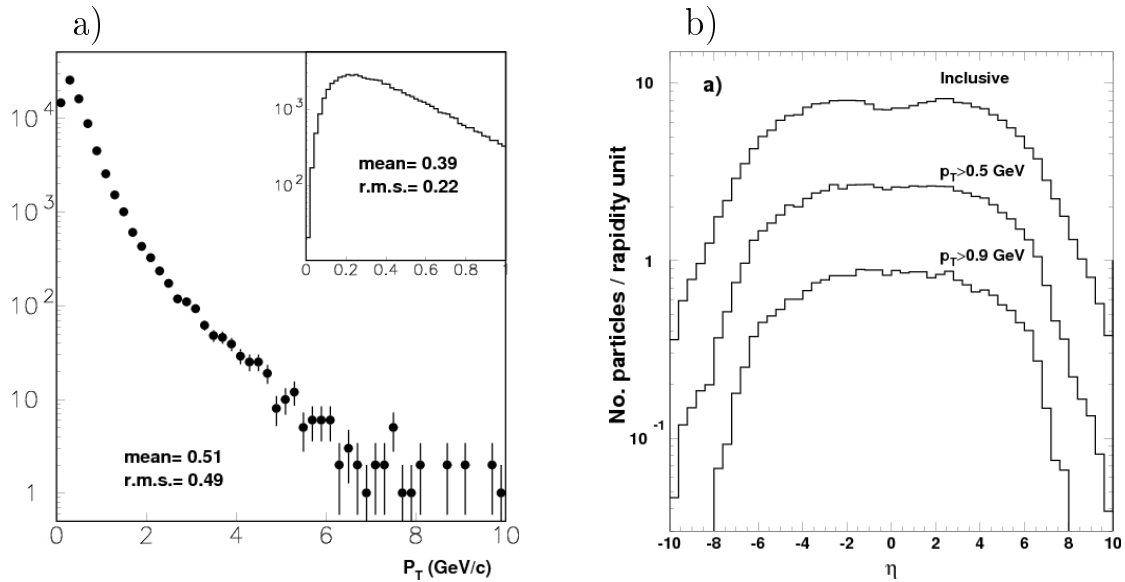 a)
10^4
10^3
10^2
10
1
0 2 4 6 8 10
P_T (GeV/c)
mean= 0.51
r.m.s.= 0.49
10^3
10^2
0 0.2 0.4 0.6 0.8 1
mean= 0.39
r.m.s.= 0.22
b)
a)
No. particles / rapidity unit
10
1
10^-1
Inclusive
p_T>0.5 GeV
p_T>0.9 GeV
-10 -8 -6 -4 -2 0 2 4 6 8 10
η